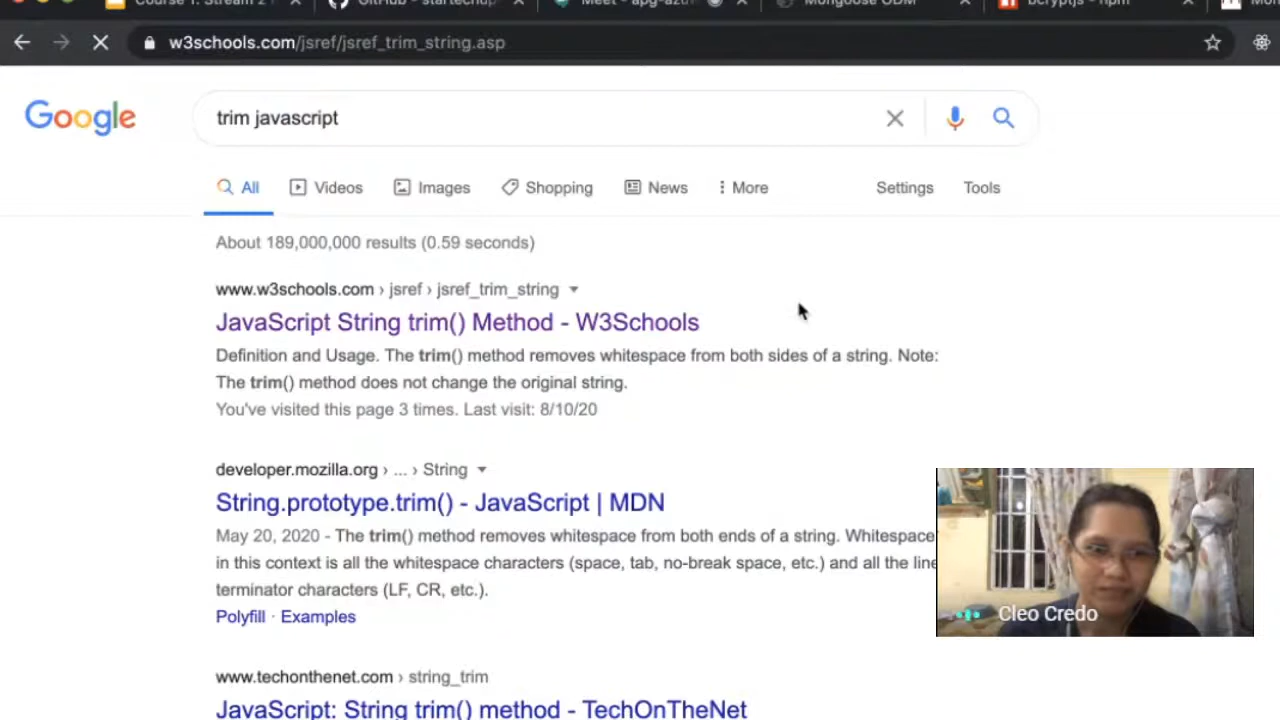 Course 1: Stream 2
GitHub - startechup
Meet - apg-azu
Mongoose ODM
bcryptjs - npm
w3schools.com/jsref/jsref_trim_string.asp
Google
trim javascript
All Videos Images Shopping News More Settings Tools
About 189,000,000 results (0.59 seconds)
www.w3schools.com › jsref › jsref_trim_string
JavaScript String trim() Method - W3Schools
Definition and Usage. The trim() method removes whitespace from both sides of a string. Note:
The trim() method does not change the original string.
You've visited this page 3 times. Last visit: 8/10/20
developer.mozilla.org › ... › String
String.prototype.trim() - JavaScript | MDN
May 20, 2020 - The trim() method removes whitespace from both ends of a string. Whitespace
in this context is all the whitespace characters (space, tab, no-break space, etc.) and all the line
terminator characters (LF, CR, etc.).
Polyfill · Examples
Cleo Credo
www.techonthenet.com › string_trim
JavaScript: String trim() method - TechOnTheNet